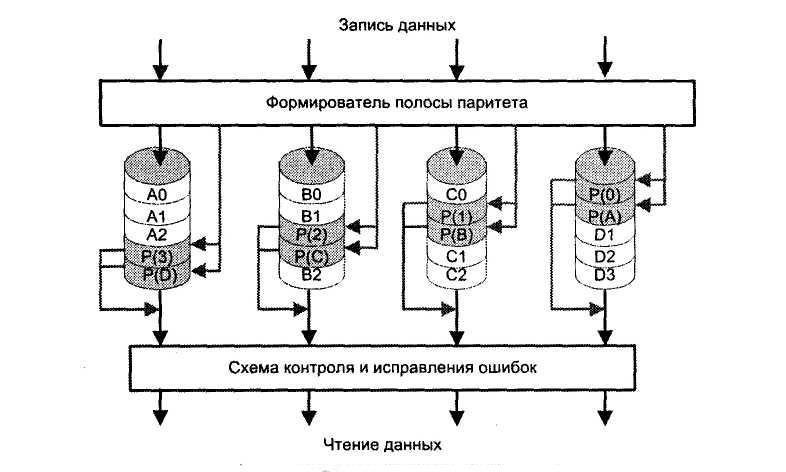 Запись данных
Формирователь полосы паритета
A0 B0 C0 P(0)
A1 B1 P(1) P(A)
A2 P(2) P(B) D1
P(3) P(C) C1 D2
P(D) B2 C2 D3
Схема контроля и исправления ошибок
Чтение данных